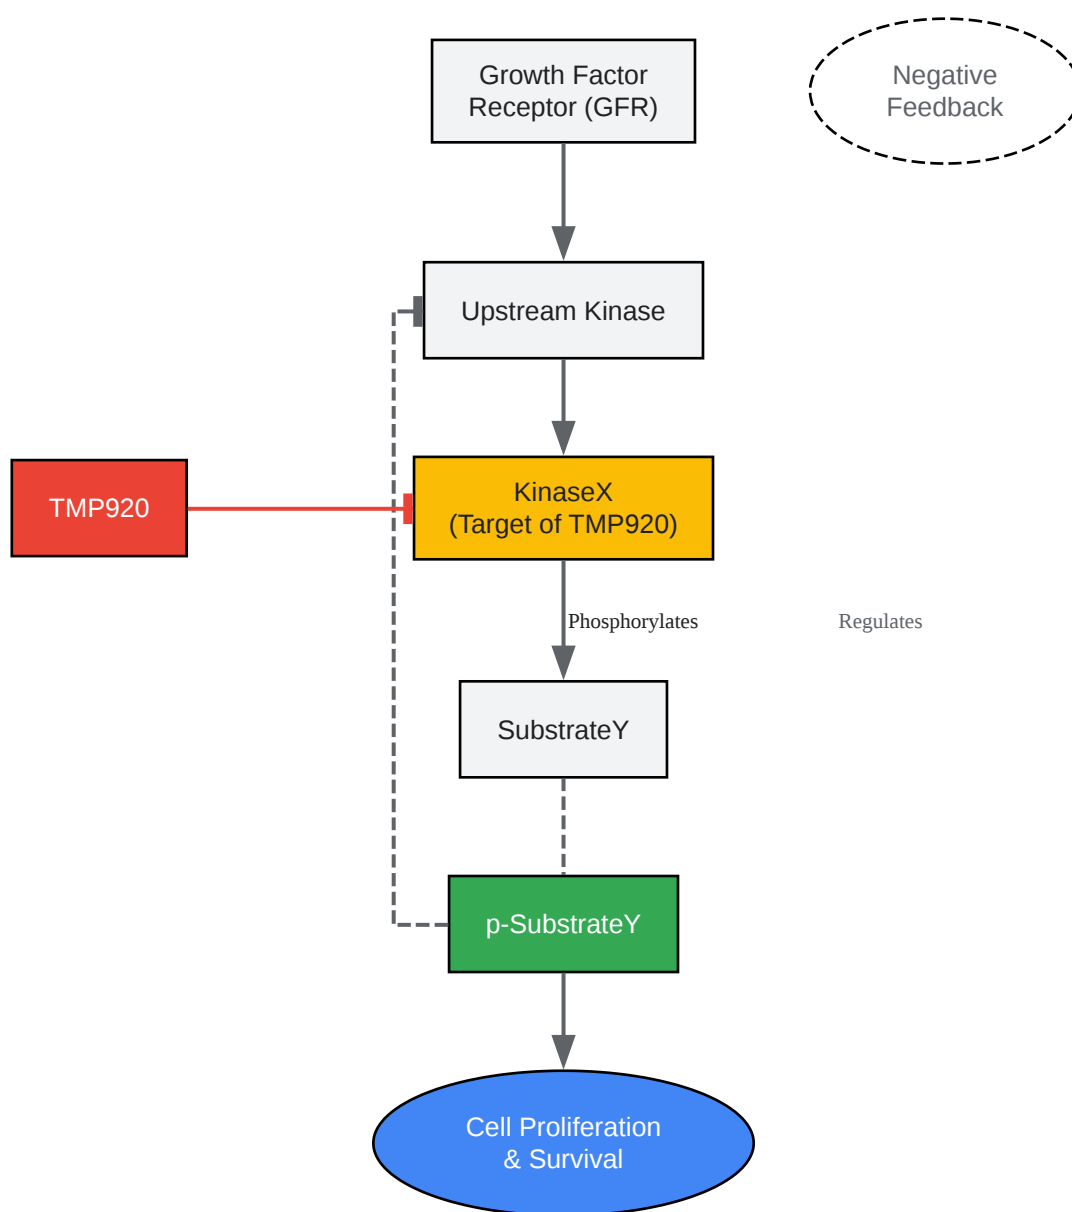 Growth Factor
Receptor (GFR)
Negative
Feedback
Upstream Kinase
TMP920
KinaseX
(Target of TMP920)
Phosphorylates
Regulates
SubstrateY
p-SubstrateY
Cell Proliferation
& Survival